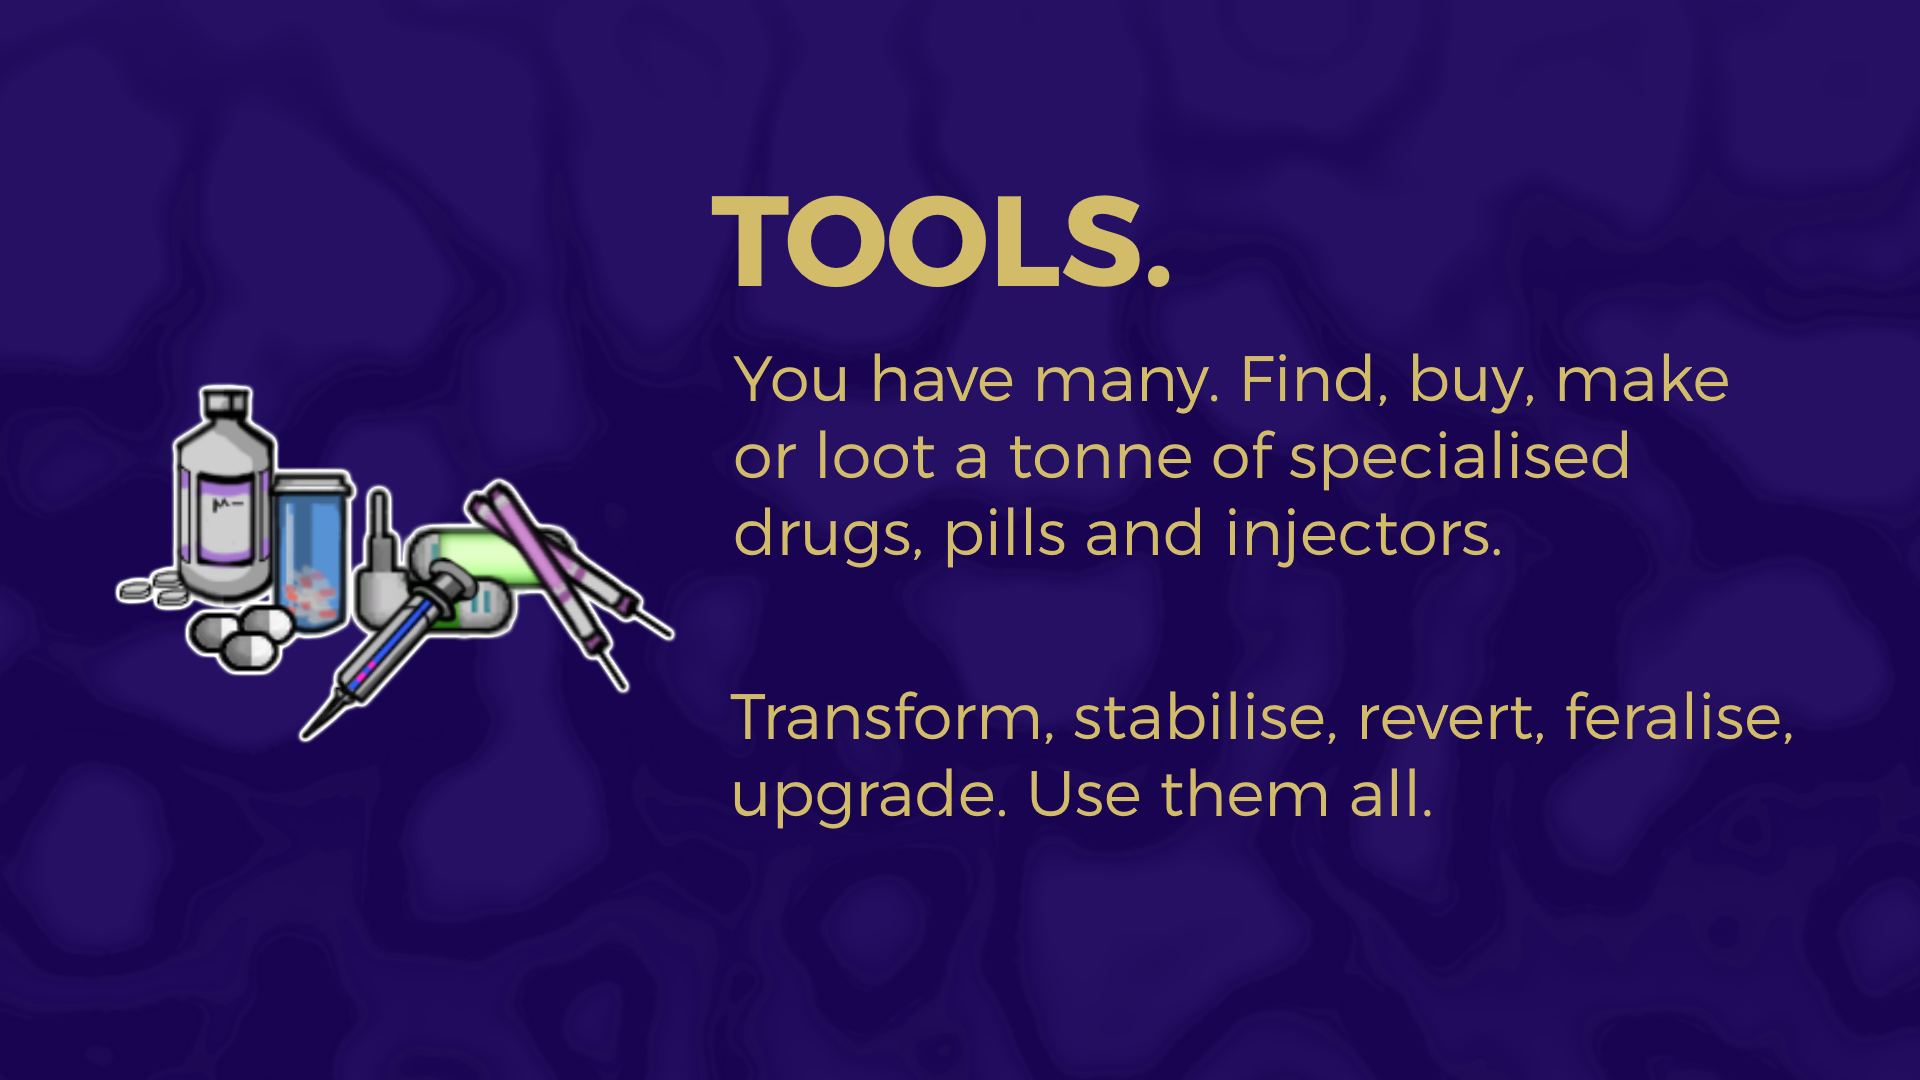 TOOLS.
You have many. Find, buy, make
or loot a tonne of specialised
drugs, pills and injectors.
Transform, stabilise, revert, feralise,
upgrade. Use them all.